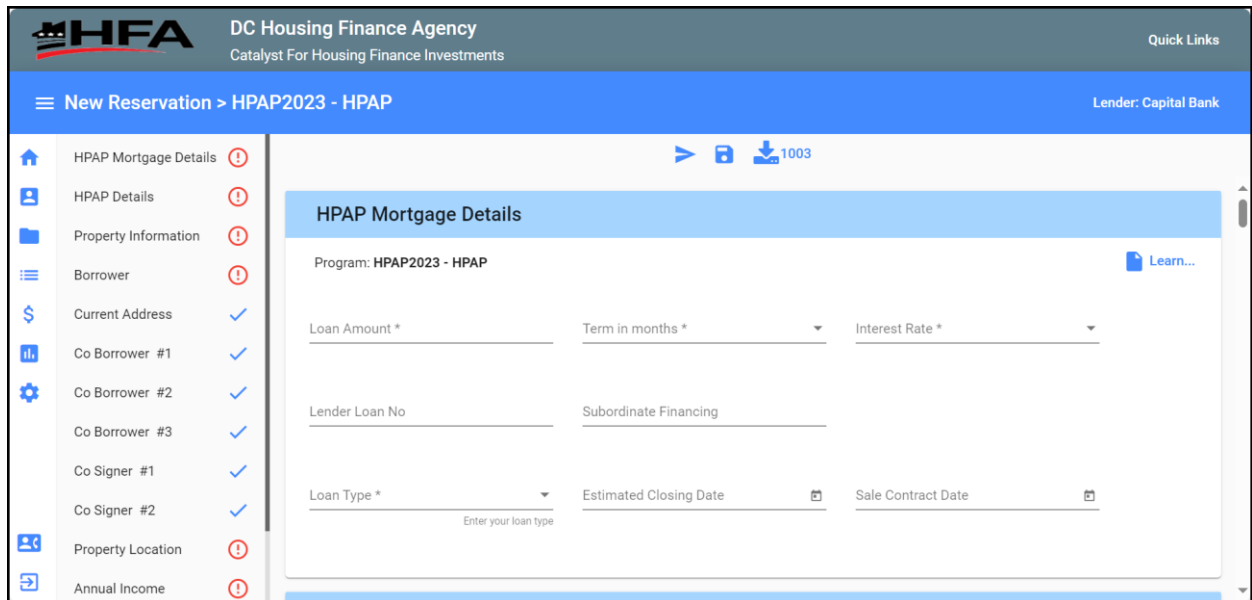 HFA
DC Housing Finance Agency
Catalyst For Housing Finance Investments
Quick Links
New Reservation > HPAP2023 - HPAP
Lender: Capital Bank
HPAP Mortgage Details
HPAP Details
Property Information
Borrower
Current Address
Co Borrower #1
Co Borrower #2
Co Borrower #3
Co Signer #1
Co Signer #2
Property Location
Annual Income
1003
HPAP Mortgage Details
Program: HPAP2023 - HPAP
Learn...
Loan Amount *
Term in months *
Interest Rate *
Lender Loan No
Subordinate Financing
Loan Type *
Estimated Closing Date
Sale Contract Date
Enter your loan type